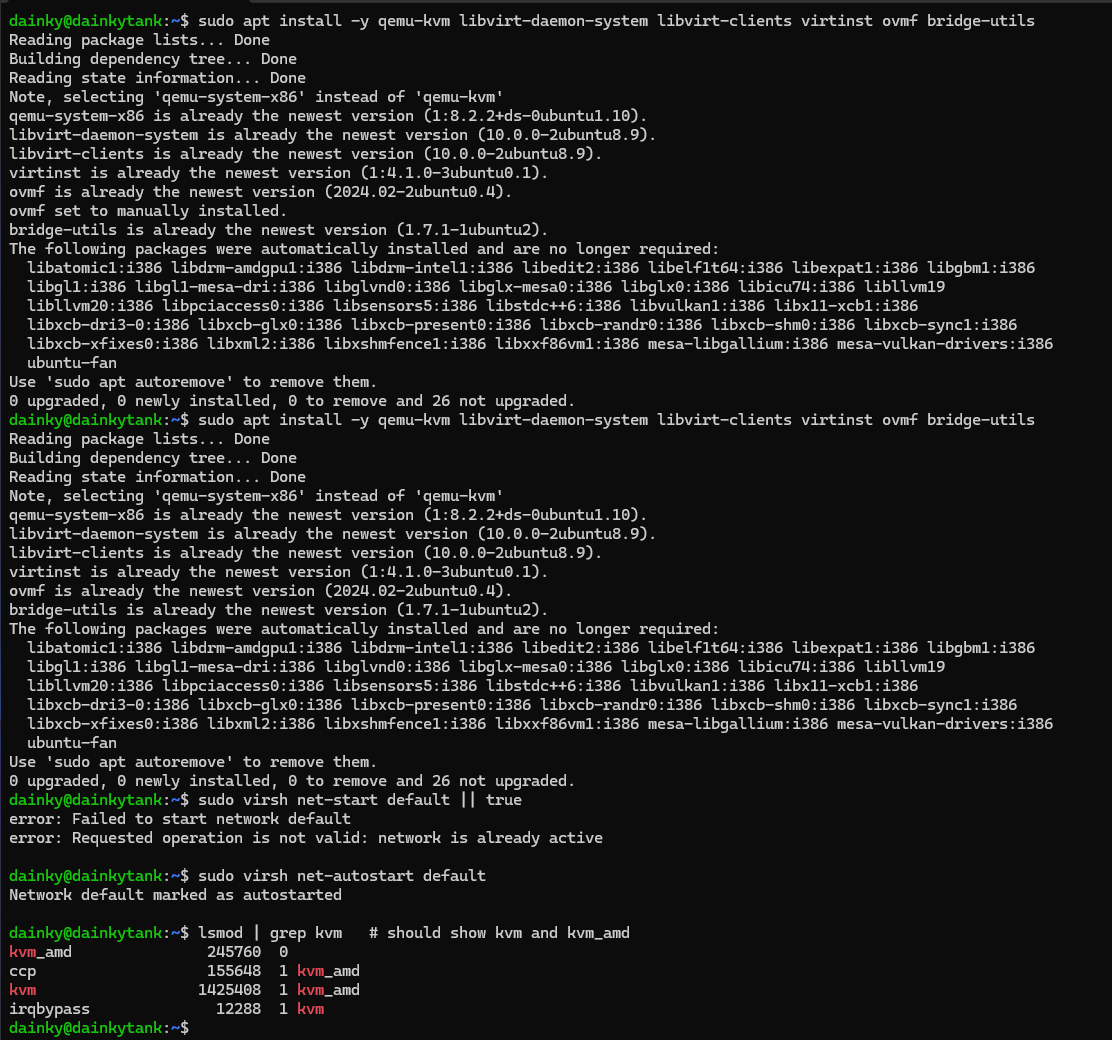 dainky@dainkytank:~$ sudo apt install -y qemu-kvm libvirt-daemon-system libvirt-clients virtinst ovmf bridge-utils
Reading package lists... Done
Building dependency tree... Done
Reading state information... Done
Note, selecting 'qemu-system-x86' instead of 'qemu-kvm'
qemu-system-x86 is already the newest version (1:8.2.2+ds-0ubuntu1.10).
libvirt-daemon-system is already the newest version (10.0.0-2ubuntu8.9).
libvirt-clients is already the newest version (10.0.0-2ubuntu8.9).
virtinst is already the newest version (1:4.1.0-3ubuntu0.1).
ovmf is already the newest version (2024.02-2ubuntu0.4).
ovmf set to manually installed.
bridge-utils is already the newest version (1.7.1-1ubuntu2).
The following packages were automatically installed and are no longer required:
  libatomic1:i386 libdrm-amdgpu1:i386 libdrm-intel1:i386 libedit2:i386 libelf1t64:i386 libexpat1:i386 libgbm1:i386
  libgl1:i386 libgl1-mesa-dri:i386 libglvnd0:i386 libglx-mesa0:i386 libglx0:i386 libicu74:i386 libllvm19
  libllvm20:i386 libpciaccess0:i386 libsensors5:i386 libstdc++6:i386 libvulkan1:i386 libx11-xcb1:i386
  libxcb-dri3-0:i386 libxcb-glx0:i386 libxcb-present0:i386 libxcb-randr0:i386 libxcb-shm0:i386 libxcb-sync1:i386
  libxcb-xfixes0:i386 libxml2:i386 libxshmfence1:i386 libxxf86vm1:i386 mesa-libgallium:i386 mesa-vulkan-drivers:i386
  ubuntu-fan
Use 'sudo apt autoremove' to remove them.
0 upgraded, 0 newly installed, 0 to remove and 26 not upgraded.
dainky@dainkytank:~$ sudo apt install -y qemu-kvm libvirt-daemon-system libvirt-clients virtinst ovmf bridge-utils
Reading package lists... Done
Building dependency tree... Done
Reading state information... Done
Note, selecting 'qemu-system-x86' instead of 'qemu-kvm'
qemu-system-x86 is already the newest version (1:8.2.2+ds-0ubuntu1.10).
libvirt-daemon-system is already the newest version (10.0.0-2ubuntu8.9).
libvirt-clients is already the newest version (10.0.0-2ubuntu8.9).
virtinst is already the newest version (1:4.1.0-3ubuntu0.1).
ovmf is already the newest version (2024.02-2ubuntu0.4).
bridge-utils is already the newest version (1.7.1-1ubuntu2).
The following packages were automatically installed and are no longer required:
  libatomic1:i386 libdrm-amdgpu1:i386 libdrm-intel1:i386 libedit2:i386 libelf1t64:i386 libexpat1:i386 libgbm1:i386
  libgl1:i386 libgl1-mesa-dri:i386 libglvnd0:i386 libglx-mesa0:i386 libglx0:i386 libicu74:i386 libllvm19
  libllvm20:i386 libpciaccess0:i386 libsensors5:i386 libstdc++6:i386 libvulkan1:i386 libx11-xcb1:i386
  libxcb-dri3-0:i386 libxcb-glx0:i386 libxcb-present0:i386 libxcb-randr0:i386 libxcb-shm0:i386 libxcb-sync1:i386
  libxcb-xfixes0:i386 libxml2:i386 libxshmfence1:i386 libxxf86vm1:i386 mesa-libgallium:i386 mesa-vulkan-drivers:i386
  ubuntu-fan
Use 'sudo apt autoremove' to remove them.
0 upgraded, 0 newly installed, 0 to remove and 26 not upgraded.
dainky@dainkytank:~$ sudo virsh net-start default || true
error: Failed to start network default
error: Requested operation is not valid: network is already active

dainky@dainkytank:~$ sudo virsh net-autostart default
Network default marked as autostarted

dainky@dainkytank:~$ lsmod | grep kvm   # should show kvm and kvm_amd
kvm_amd               245760  0
ccp                   155648  1 kvm_amd
kvm                  1425408  1 kvm_amd
irqbypass              12288  1 kvm
dainky@dainkytank:~$